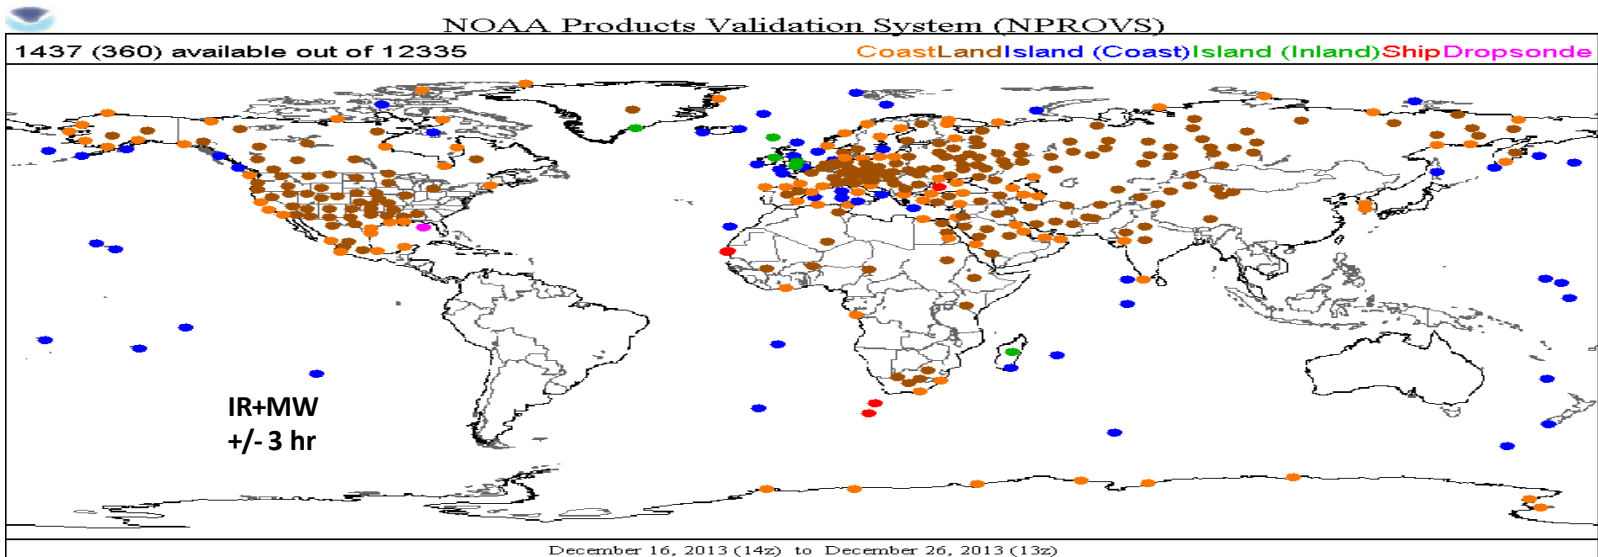 NOAA Products Validation System (NPROVS)
1437 (360) available out of 12335 CoastLandIsland (Coast)Island (Inland)ShipDropsonde
IR+MW
+/- 3 hr
December 16, 2013 (14z) to December 26, 2013 (13z)